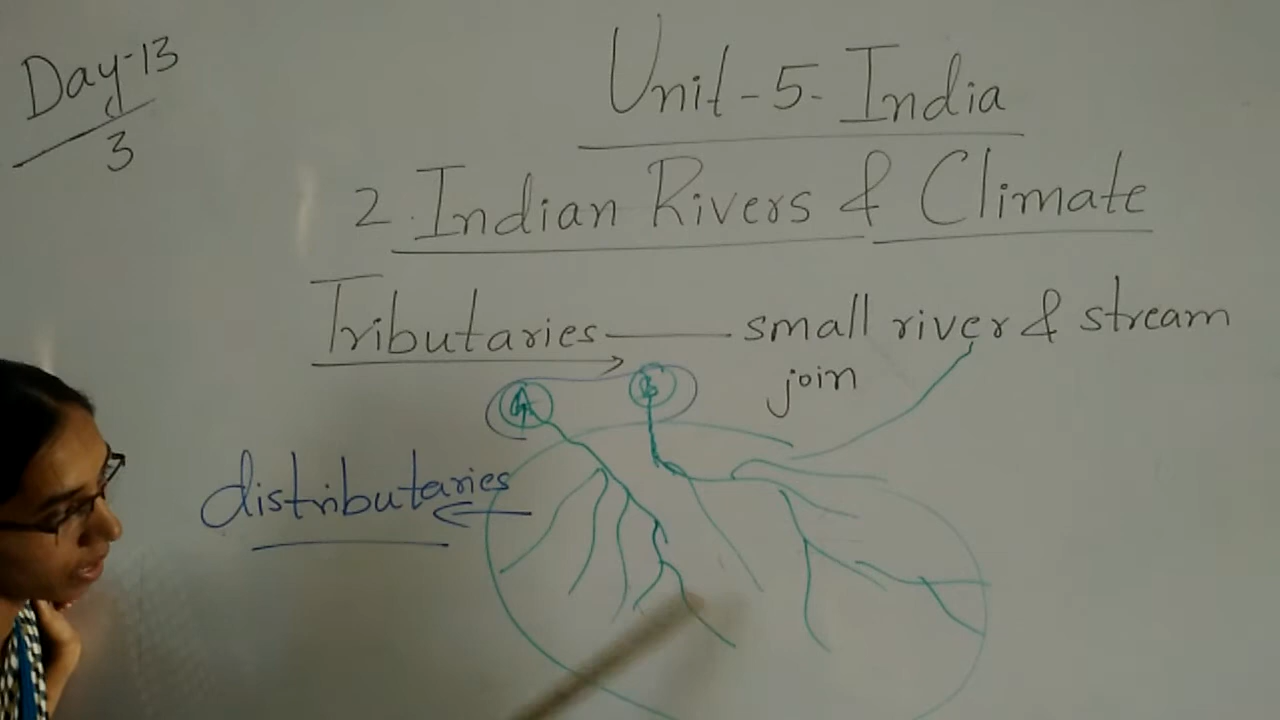 Day-13
3
Unit-5-India
2. Indian Rivers & Climate
Tributaries — small river & stream
join
A B
distributaries